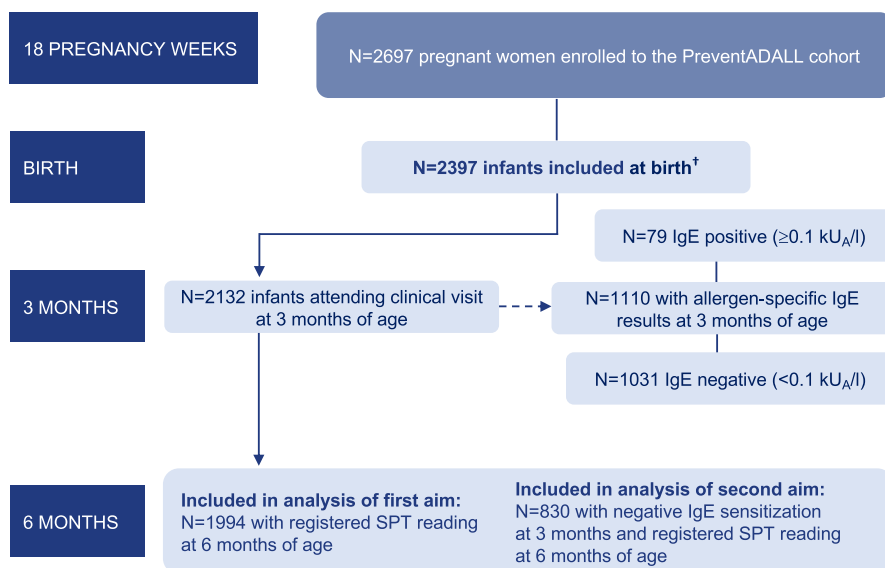 18 PREGNANCY WEEKS
N=2697 pregnant women enrolled to the PreventADALL cohort
BIRTH
N=2397 infants included at birth†
N=79 IgE positive (≥0.1 kUA/l)
3 MONTHS
N=2132 infants attending clinical visit
at 3 months of age
N=1110 with allergen-specific IgE
results at 3 months of age
N=1031 IgE negative (<0.1 kUA/l)
6 MONTHS
Included in analysis of first aim:
N=1994 with registered SPT reading
at 6 months of age
Included in analysis of second aim:
N=830 with negative IgE sensitization
at 3 months and registered SPT reading
at 6 months of age